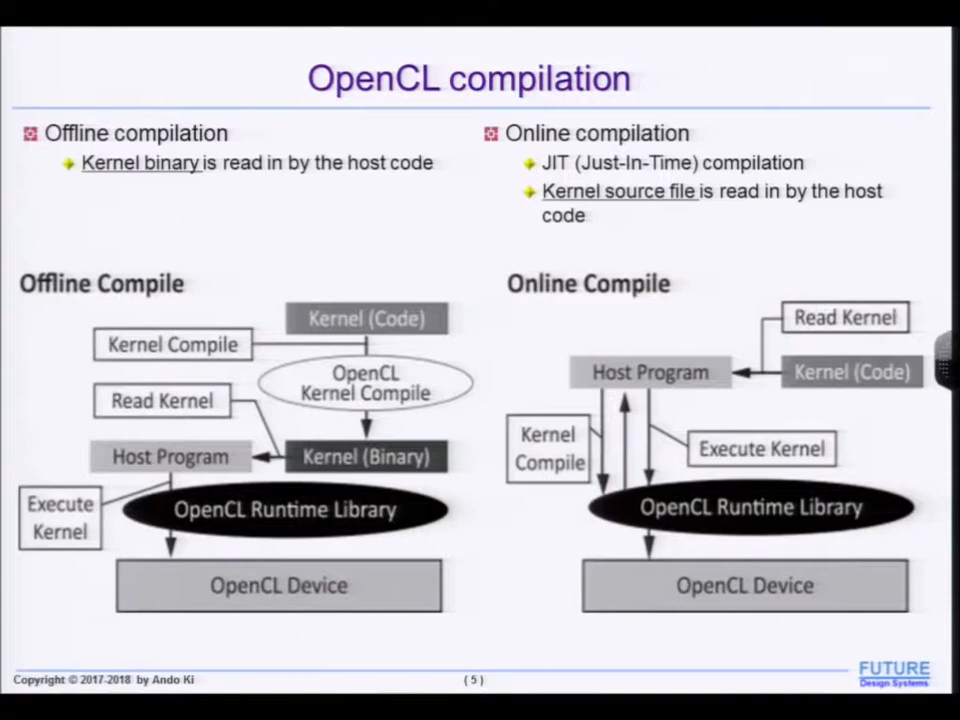 OpenCL compilation
Offline compilation
Kernel binary is read in by the host code
Online compilation
JIT (Just-In-Time) compilation
Kernel source file is read in by the host
code
Offline Compile
Kernel (Code)
Kernel Compile
OpenCL
Kernel Compile
Read Kernel
Host Program
Kernel (Binary)
Execute
Kernel
OpenCL Runtime Library
OpenCL Device
Online Compile
Read Kernel
Host Program
Kernel (Code)
Kernel
Compile
Execute Kernel
OpenCL Runtime Library
OpenCL Device
Copyright © 2017-2018 by Ando Ki
( 5 )
FUTURE
Design Systems